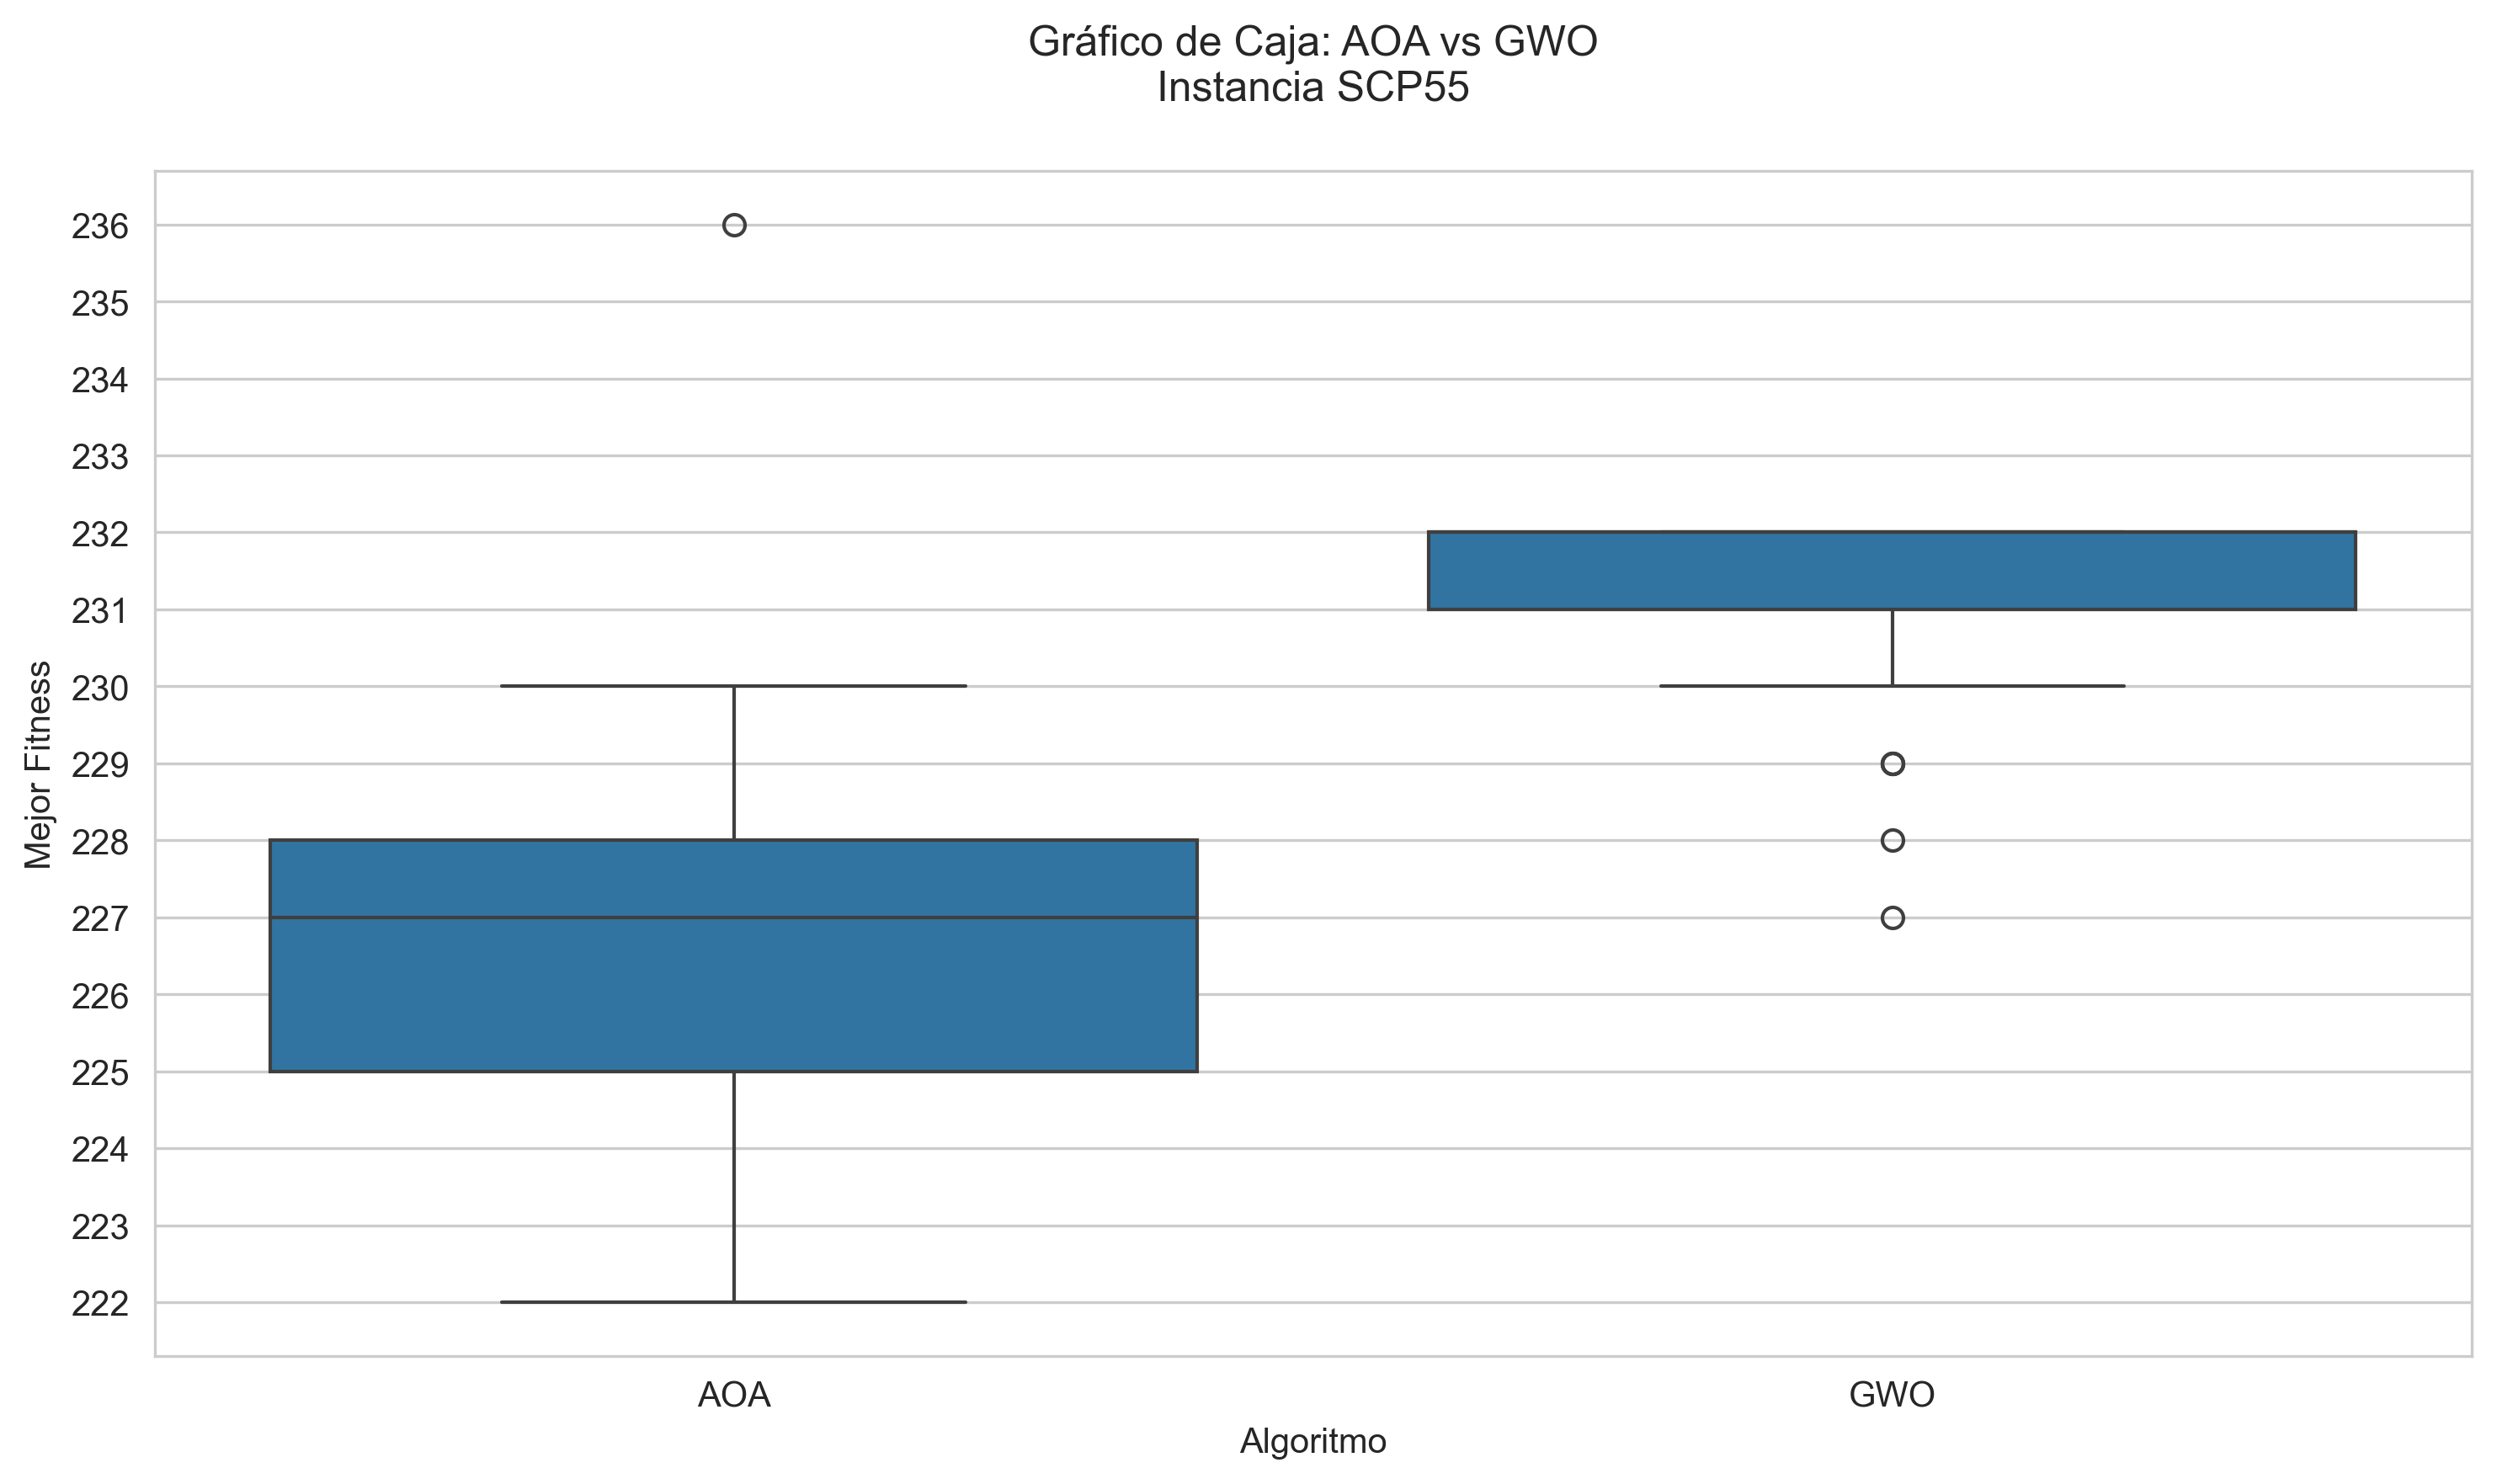 Gráfico de Caja: AOA vs GWO
Instancia SCP55
Mejor Fitness
236
235
234
233
232
231
230
229
228
227
226
225
224
223
222
AOA
GWO
Algoritmo